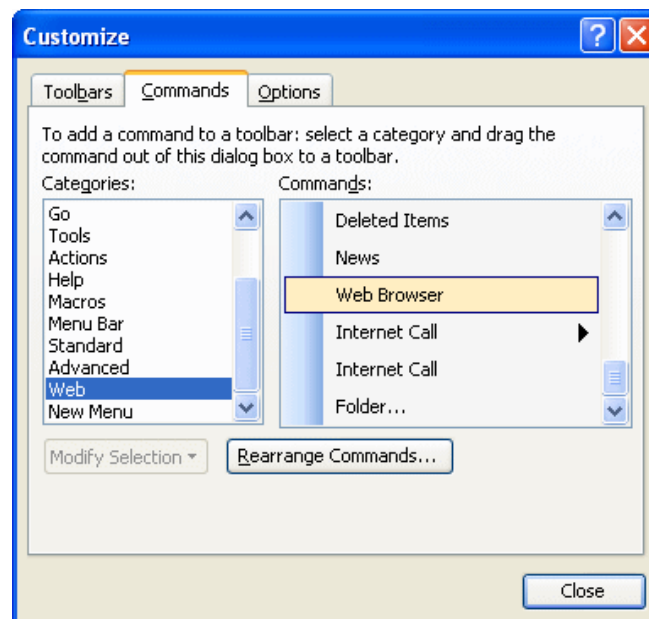 Customize
Toolbars Commands Options
To add a command to a toolbar: select a category and drag the
command out of this dialog box to a toolbar.
Categories: Commands:
Go
Tools
Actions
Help
Macros
Menu Bar
Standard
Advanced
Web
New Menu
Deleted Items
News
Web Browser
Internet Call
Internet Call
Folder...
Modify Selection Rearrange Commands...
Close